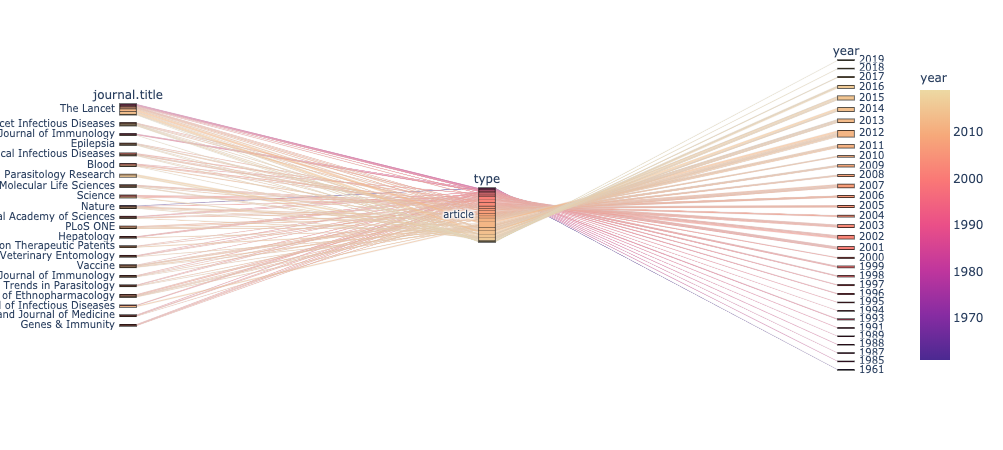 journal.title
The Lancet
cet Infectious Diseases
Journal of Immunology
Epilepsia
cal Infectious Diseases
Blood
Parasitology Research
Molecular Life Sciences
Science
Nature
al Academy of Sciences
PLoS ONE
Hepatology
on Therapeutic Patents
Veterinary Entomology
Vaccine
Journal of Immunology
Trends in Parasitology
of Ethnopharmacology
l of Infectious Diseases
and Journal of Medicine
Genes & Immunity
type
article
year
2019
2018
2017
2016
2015
2014
2013
2012
2011
2010
2009
2008
2007
2006
2005
2004
2003
2002
2001
2000
1999
1998
1997
1996
1995
1994
1993
1991
1989
1988
1987
1985
1961
year
2010
2000
1990
1980
1970